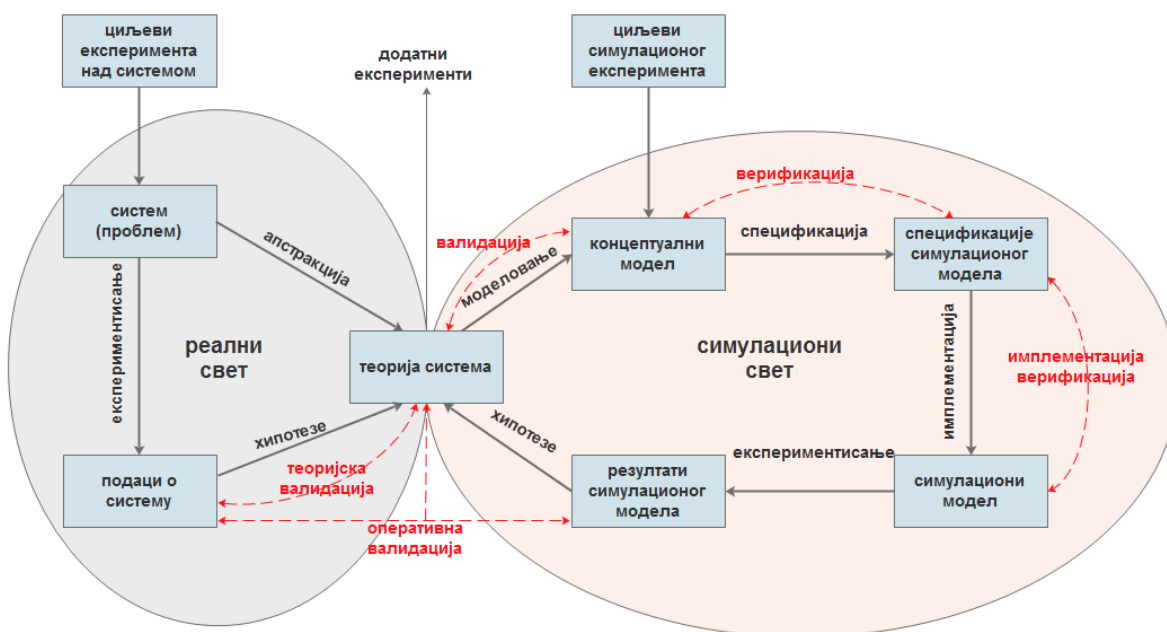 циљеви
експеримента
над системом
додатни
експерименти
циљеви
симулационог
експеримента
верификација
систем
(проблем)
апстракција
валидација
моделовање
концептуални
модел
спецификација
спецификације
симулационог
модела
експериментисање
реални
свет
теорија система
симулациони
свет
имплементација
имплементација
верификација
хипотезе
хипотезе
експериментисање
подаци о
систему
теоријска
валидација
резултати
симулационог
модела
симулациони
модел
оперативна
валидација